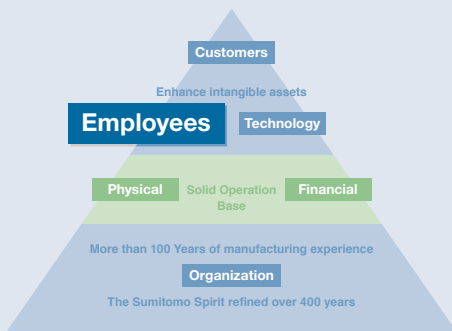 Customers
Enhance intangible assets
Employees
Technology
Physical
Solid Operation
Base
Financial
More than 100 Years of manufacturing experience
Organization
The Sumitomo Spirit refined over 400 years